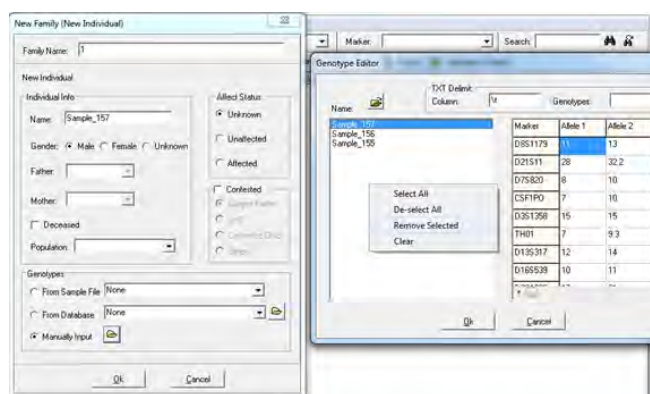 New Family (New Individual)
Family Name: 1
New Individual
Individual Info
Name: Sample_157
Gender: Male Female Unknown
Father:
Mother:
Deceased
Population:
Affect Status
Unknown
Unaffected
Affected
Contested
Genotypes
From Sample File None
From Database None
Manually Input
Ok Cancel
Marker: Search:
Genotype Editor
TXT Delimit.
Name: Column: \t Genotypes:
Sample_157
Sample_156
Sample_155
Select All
De-select All
Remove Selected
Clear
Marker Allele 1 Allele 2
D8S1179 11 13
D21S11 28 32.2
D7S820 8 10
CSF1PO 7 10
D3S1358 15 15
TH01 7 9.3
D13S317 12 14
D16S539 10 11
Ok Cancel